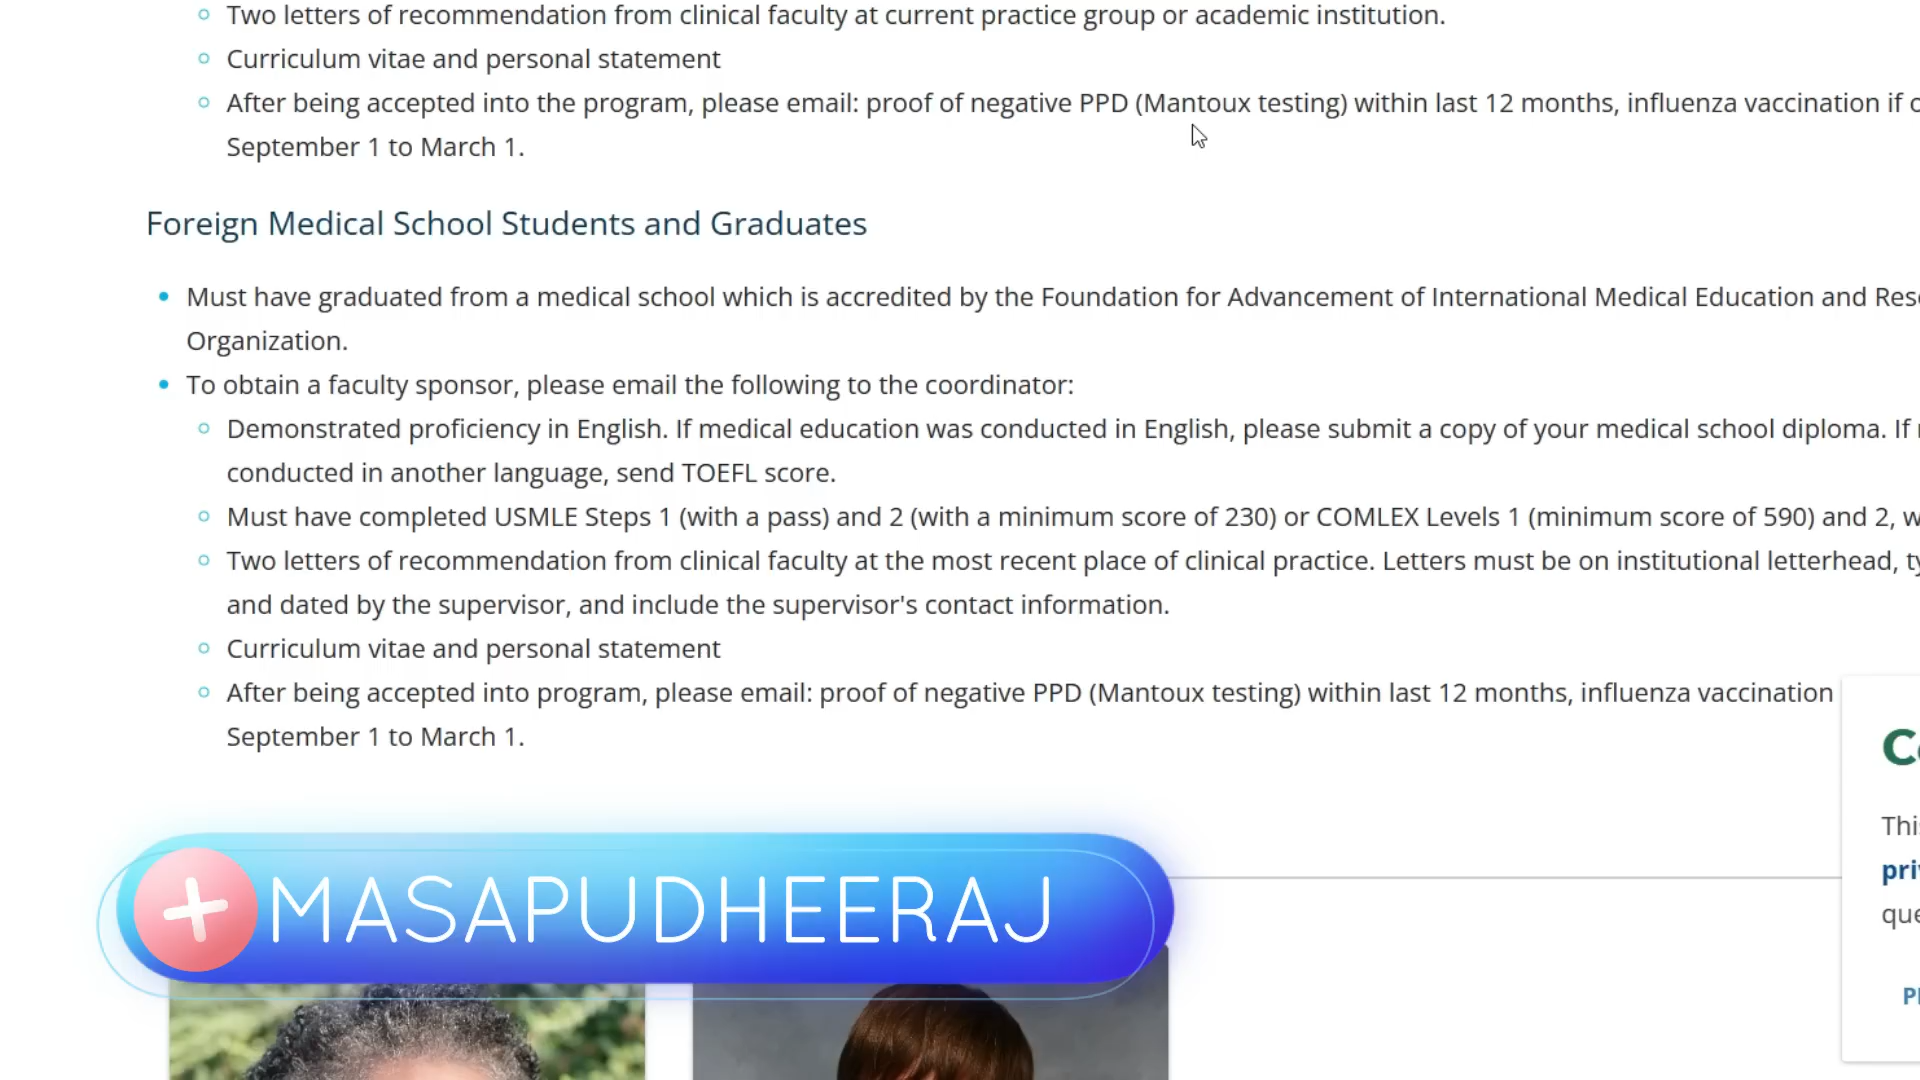 Two letters of recommendation from clinical faculty at current practice group or academic institution.
Curriculum vitae and personal statement
After being accepted into the program, please email: proof of negative PPD (Mantoux testing) within last 12 months, influenza vaccination if
September 1 to March 1.
Foreign Medical School Students and Graduates
Must have graduated from a medical school which is accredited by the Foundation for Advancement of International Medical Education and
Organization.
To obtain a faculty sponsor, please email the following to the coordinator:
Demonstrated proficiency in English. If medical education was conducted in English, please submit a copy of your medical school diploma. If
conducted in another language, send TOEFL score.
Must have completed USMLE Steps 1 (with a pass) and 2 (with a minimum score of 230) or COMLEX Levels 1 (minimum score of 590) and 2,
Two letters of recommendation from clinical faculty at the most recent place of clinical practice. Letters must be on institutional letterhead,
and dated by the supervisor, and include the supervisor's contact information.
Curriculum vitae and personal statement
After being accepted into program, please email: proof of negative PPD (Mantoux testing) within last 12 months, influenza vaccination
September 1 to March 1.
MASAPUDHEERAJ